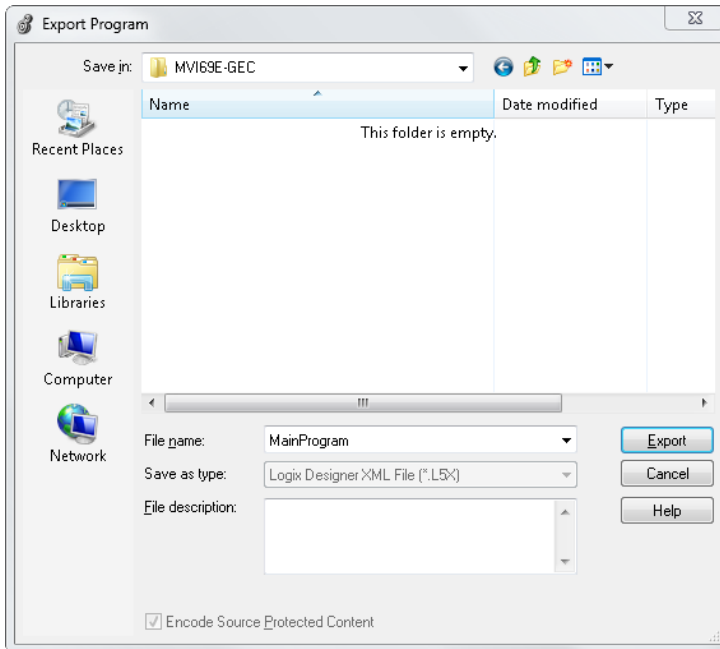 Export Program
Save in: MVI69E-GEC
Name Date modified Type
This folder is empty.
Recent Places
Desktop
Libraries
Computer
Network
File name: MainProgram Export
Save as type: Logix Designer XML File (*.L5X) Cancel
File description: Help
Encode Source Protected Content